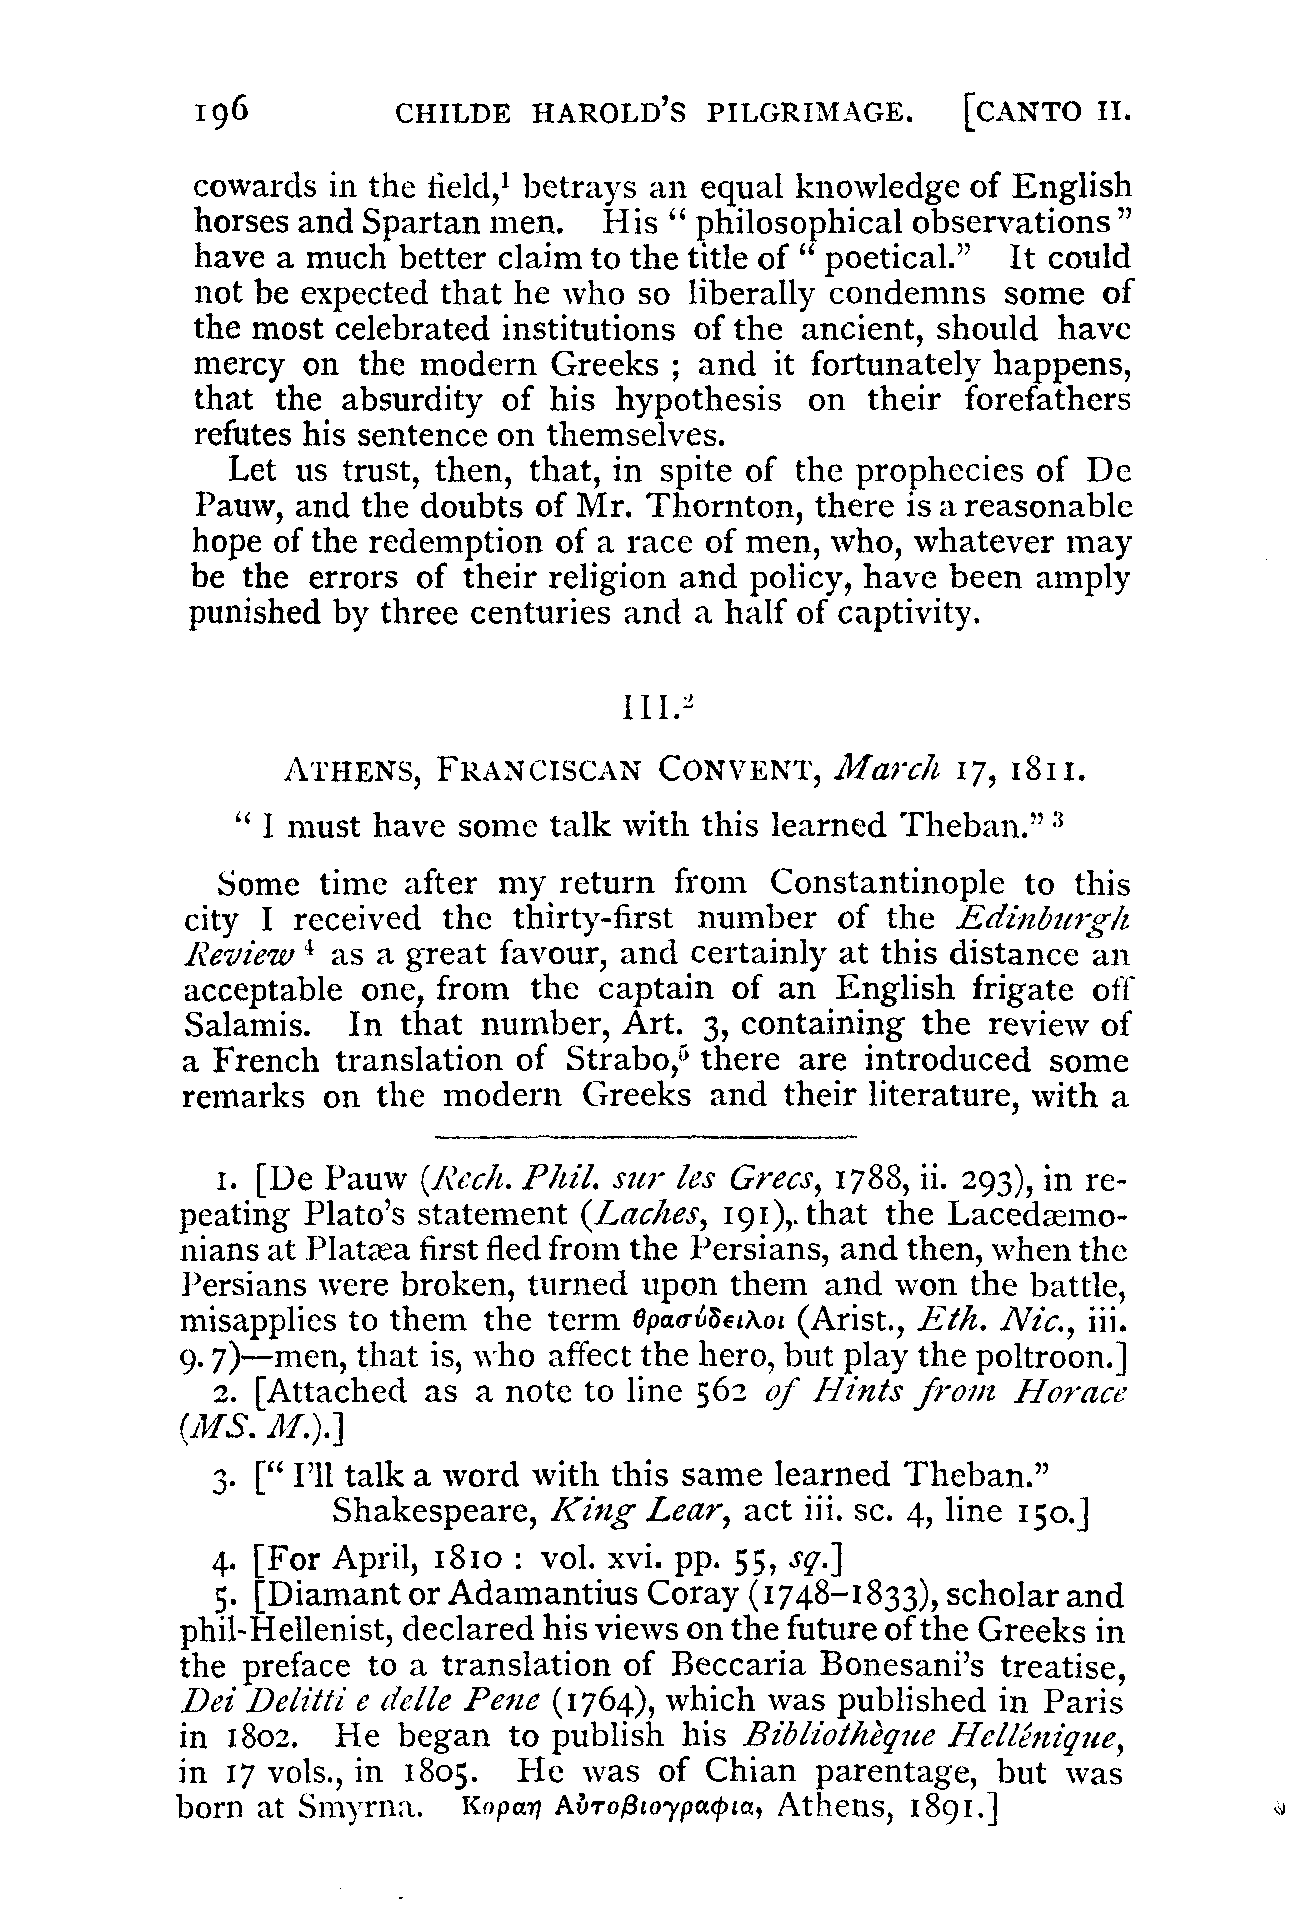 196 CHILDE HAROLD'S PILGRIMAGE. [CANTO II.
cowards in the field,¹ betrays an equal knowledge of English
horses and Spartan men. His “ philosophical observations ”
have a much better claim to the title of “ poetical.” It could
not be expected that he who so liberally condemns some of
the most celebrated institutions of the ancient, should have
mercy on the modern Greeks ; and it fortunately happens,
that the absurdity of his hypothesis on their forefathers
refutes his sentence on themselves.
Let us trust, then, that, in spite of the prophecies of De
Pauw, and the doubts of Mr. Thornton, there is a reasonable
hope of the redemption of a race of men, who, whatever may
be the errors of their religion and policy, have been amply
punished by three centuries and a half of captivity.
III.²
ATHENS, FRANCISCAN CONVENT, March 17, 1811.
“ I must have some talk with this learned Theban.” ³
Some time after my return from Constantinople to this
city I received the thirty-first number of the Edinburgh
Review ⁴ as a great favour, and certainly at this distance an
acceptable one, from the captain of an English frigate off
Salamis. In that number, Art. 3, containing the review of
a French translation of Strabo,⁵ there are introduced some
remarks on the modern Greeks and their literature, with a
1. [De Pauw (Rech. Phil. sur les Grecs, 1788, ii. 293), in re-
peating Plato's statement (Laches, 191), that the Lacedæmo-
nians at Platæa first fled from the Persians, and then, when the
Persians were broken, turned upon them and won the battle,
misapplies to them the term θρασύδειλοι (Arist., Eth. Nic., iii.
9. 7)—men, that is, who affect the hero, but play the poltroon.]
2. [Attached as a note to line 562 of Hints from Horace
(MS. M.).]
3. [“ I'll talk a word with this same learned Theban.”
Shakespeare, King Lear, act iii. sc. 4, line 150.]
4. [For April, 1810 : vol. xvi. pp. 55, sq.]
5. [Diamant or Adamantius Coray (1748–1833), scholar and
phil-Hellenist, declared his views on the future of the Greeks in
the preface to a translation of Beccaria Bonesani's treatise,
Dei Delitti e delle Pene (1764), which was published in Paris
in 1802. He began to publish his Bibliothèque Hellénique,
in 17 vols., in 1805. He was of Chian parentage, but was
born at Smyrna. Κοραη Αὐτοβιογραφια, Athens, 1891.]